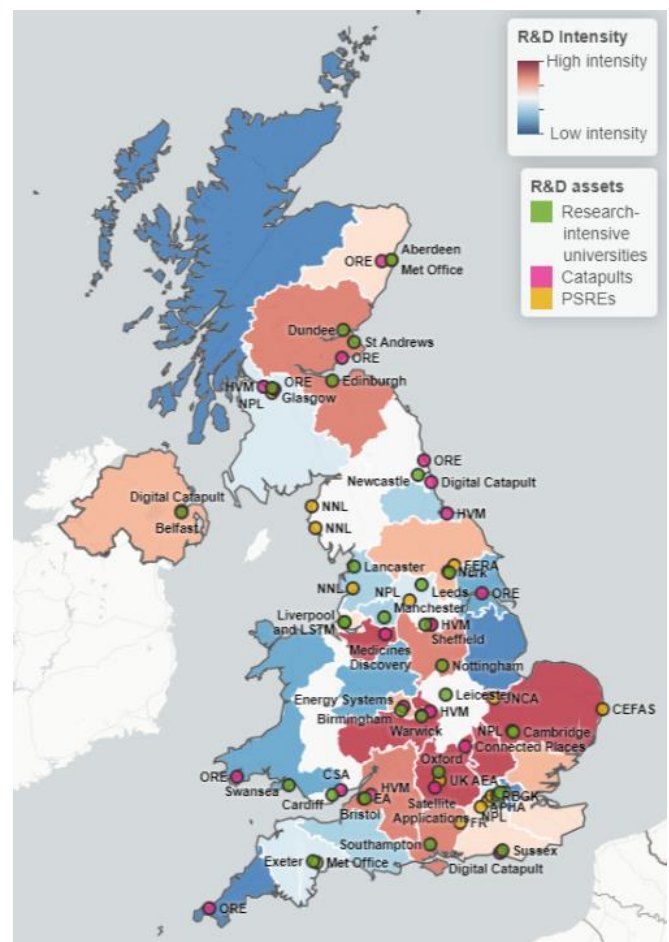 R&D Intensity
High intensity
Low intensity
R&D assets
Research-
intensive
universities
Catapults
PSREs
Aberdeen
ORE
Met Office
Dundee
St Andrews
ORE
Edinburgh
HVM
ORE
NPL
Glasgow
ORE
Newcastle
Digital Catapult
Digital Catapult
Belfast
NNL
HVM
NNL
FERA
Lancaster
NNL
NPL
Leeds
ORE
Manchester
Liverpool
and LSTM
HVM
Sheffield
Medicines
Discovery
Nottingham
Leicester
Energy Systems
HVM
CEFAS
Birmingham
Warwick
NPL
Cambridge
Connected Places
Oxford
ORE
CSA
UK AEA
Swansea
Cardiff
HVM
EA
Bristol
Satellite
Applications
APHA
NPL
FR
Southampton
Sussex
Exeter
Met Office
Digital Catapult
ORE